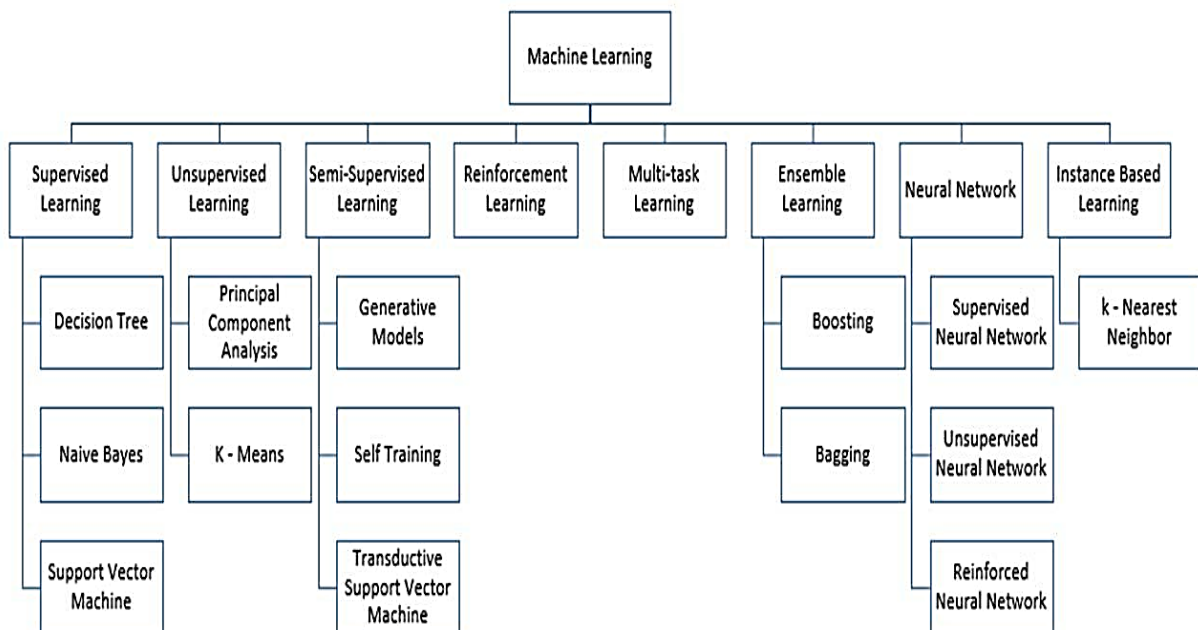 Machine Learning
Supervised
Learning
Unsupervised
Learning
Semi-Supervised
Learning
Reinforcement
Learning
Multi-task
Learning
Ensemble
Learning
Neural Network
Instance Based
Learning
Decision Tree
Naive Bayes
Support Vector
Machine
Principal
Component
Analysis
K - Means
Generative
Models
Self Training
Transductive
Support Vector
Machine
Boosting
Bagging
Supervised
Neural Network
Unsupervised
Neural Network
Reinforced
Neural Network
k - Nearest
Neighbor